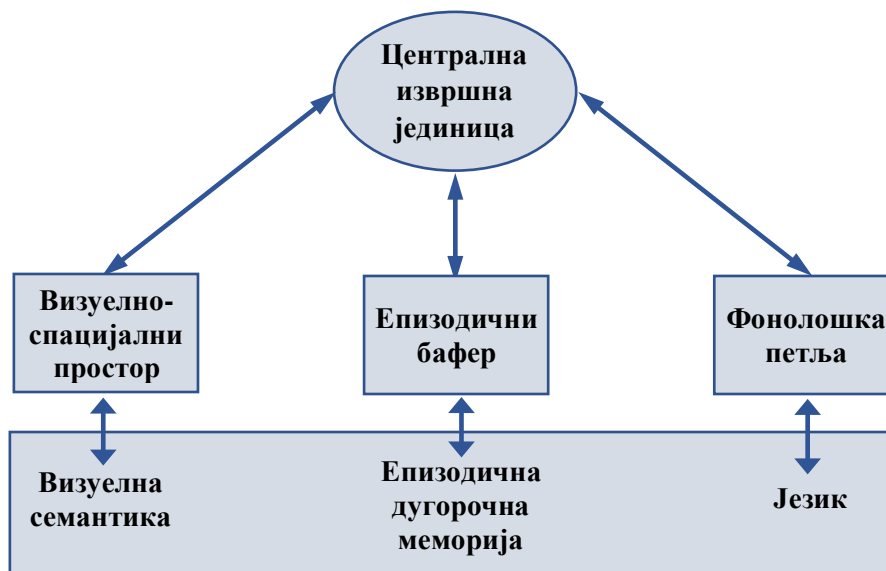 Централна
извршна
јединица
Визуелно-
спацијални
простор
Епизодични
бафер
Фонолошка
петља
Визуелна
семантика
Епизодична
дугорочна
меморија
Језик